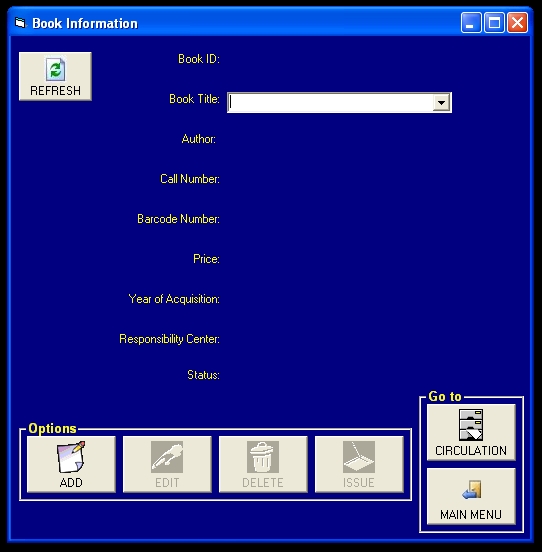 Book Information
REFRESH
Book ID:
Book Title:
Author:
Call Number:
Barcode Number:
Price:
Year of Acquisition:
Responsibility Center:
Status:
Options
ADD
EDIT
DELETE
ISSUE
Go to
CIRCULATION
MAIN MENU